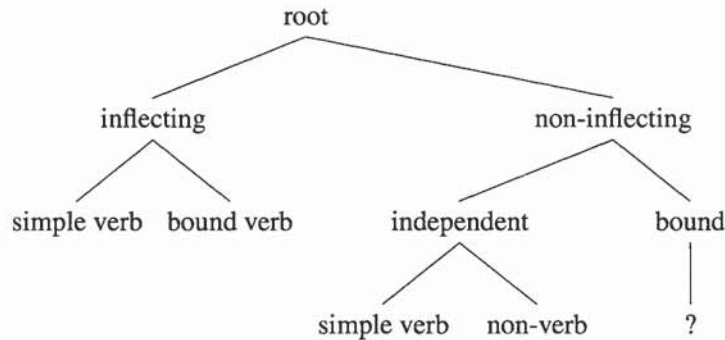 root
inflecting non-inflecting
simple verb bound verb independent bound
simple verb non-verb ?